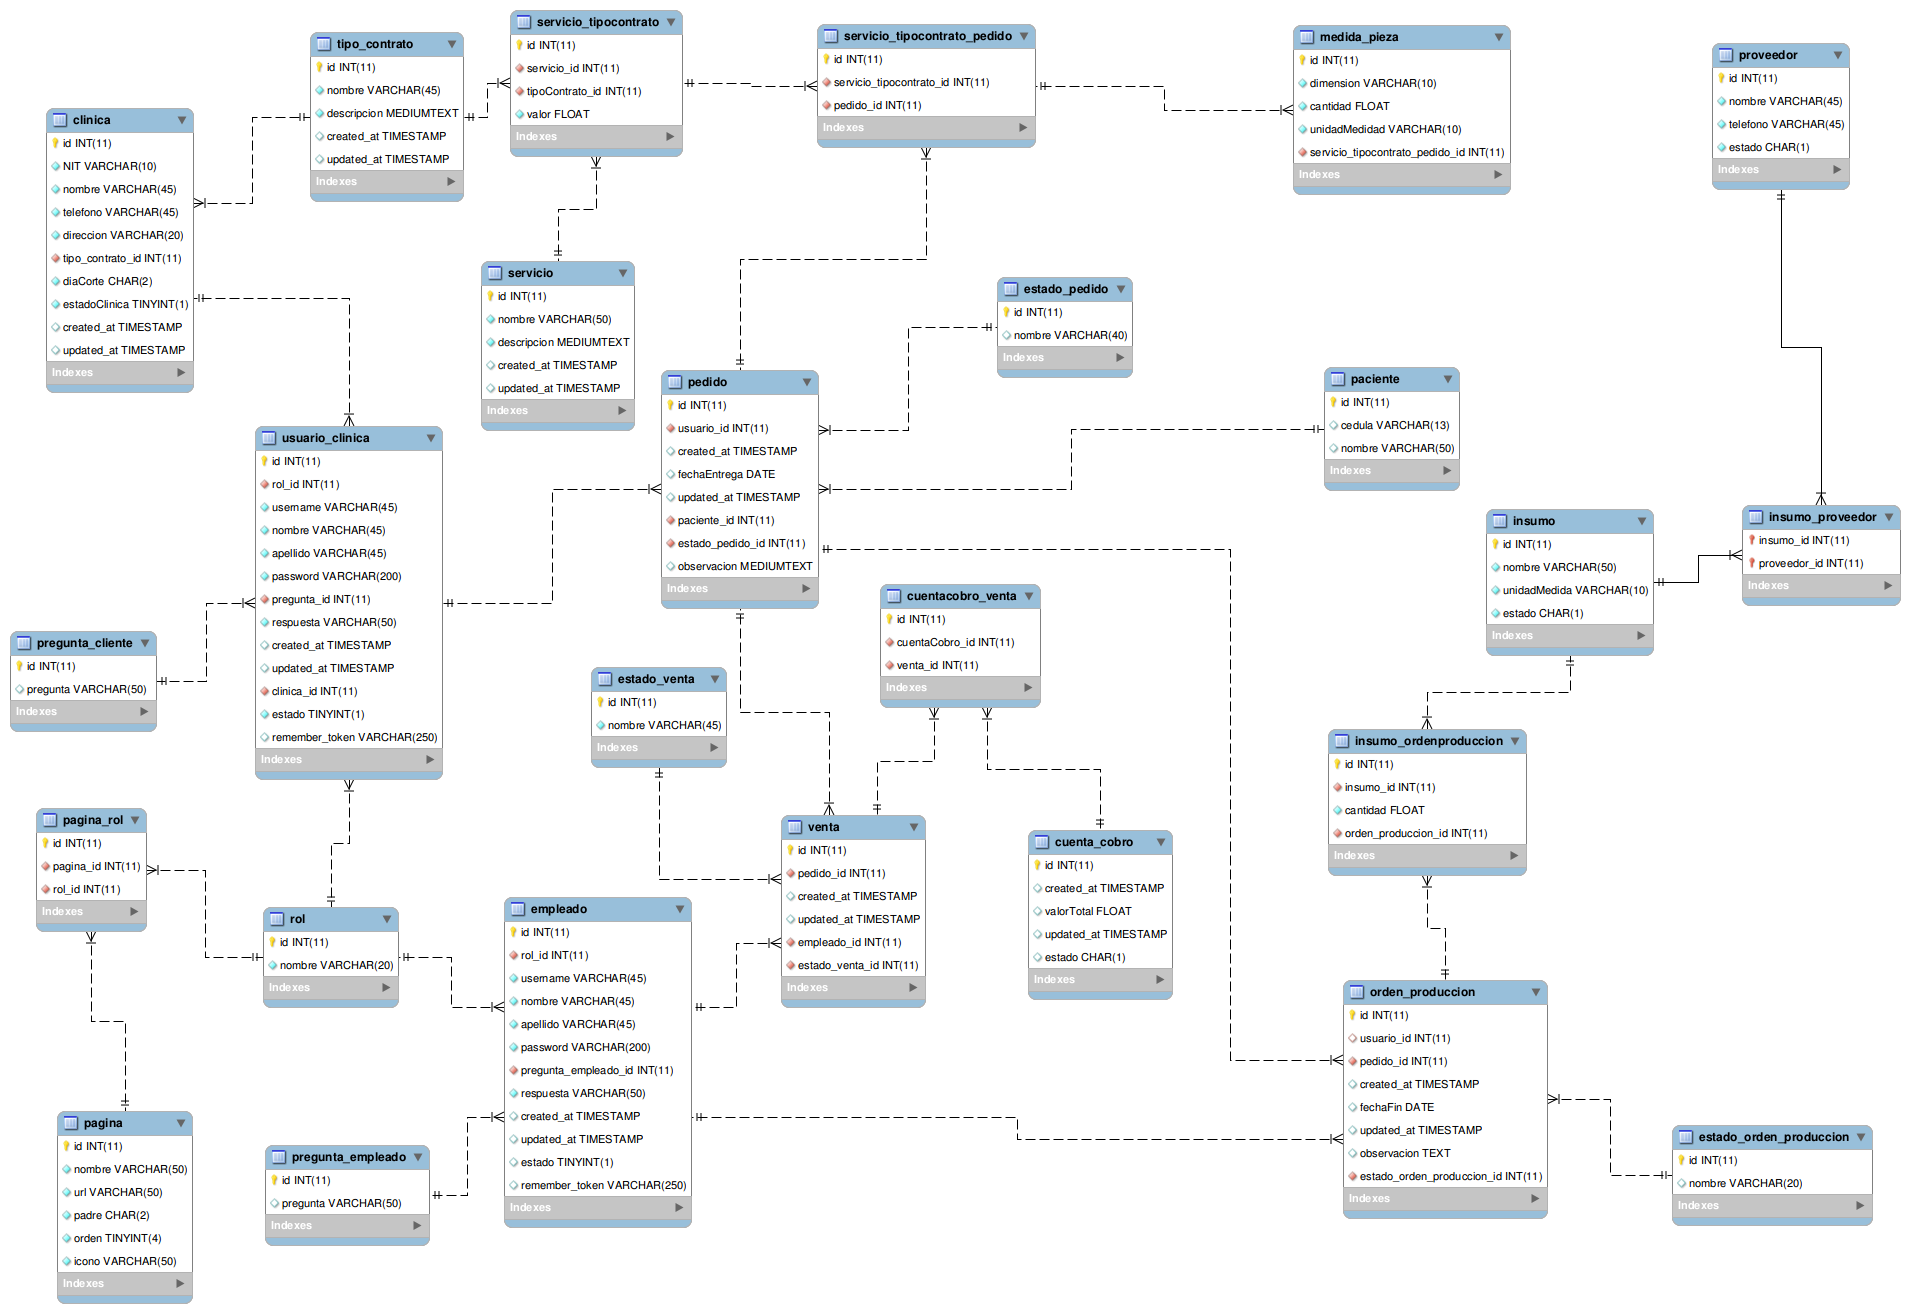 servicio_tipocontrato
id INT(11)
servicio_id INT(11)
tipoContrato_id INT(11)
valor FLOAT
Indexes
servicio_tipocontrato_pedido
id INT(11)
servicio_tipocontrato_id INT(11)
pedido_id INT(11)
Indexes
medida_pieza
id INT(11)
dimension VARCHAR(10)
cantidad FLOAT
unidadMedidad VARCHAR(10)
servicio_tipocontrato_pedido_id INT(11)
Indexes
tipo_contrato
id INT(11)
nombre VARCHAR(45)
descripcion MEDIUMTEXT
created_at TIMESTAMP
updated_at TIMESTAMP
Indexes
proveedor
id INT(11)
nombre VARCHAR(45)
telefono VARCHAR(45)
estado CHAR(1)
Indexes
clinica
id INT(11)
NIT VARCHAR(10)
nombre VARCHAR(45)
telefono VARCHAR(45)
direccion VARCHAR(20)
tipo_contrato_id INT(11)
diaCorte CHAR(2)
estadoClinica TINYINT(1)
created_at TIMESTAMP
updated_at TIMESTAMP
Indexes
servicio
id INT(11)
nombre VARCHAR(50)
descripcion MEDIUMTEXT
created_at TIMESTAMP
updated_at TIMESTAMP
Indexes
estado_pedido
id INT(11)
nombre VARCHAR(40)
Indexes
pedido
id INT(11)
usuario_id INT(11)
created_at TIMESTAMP
fechaEntrega DATE
updated_at TIMESTAMP
paciente_id INT(11)
estado_pedido_id INT(11)
observacion MEDIUMTEXT
Indexes
paciente
id INT(11)
cedula VARCHAR(13)
nombre VARCHAR(50)
Indexes
usuario_clinica
id INT(11)
rol_id INT(11)
username VARCHAR(45)
nombre VARCHAR(45)
apellido VARCHAR(45)
password VARCHAR(200)
pregunta_id INT(11)
respuesta VARCHAR(50)
created_at TIMESTAMP
updated_at TIMESTAMP
clinica_id INT(11)
estado TINYINT(1)
remember_token VARCHAR(250)
Indexes
insumo
id INT(11)
nombre VARCHAR(50)
unidadMedida VARCHAR(10)
estado CHAR(1)
Indexes
insumo_proveedor
insumo_id INT(11)
proveedor_id INT(11)
Indexes
cuentacobro_venta
id INT(11)
cuentaCobro_id INT(11)
venta_id INT(11)
Indexes
pregunta_cliente
id INT(11)
pregunta VARCHAR(50)
Indexes
estado_venta
id INT(11)
nombre VARCHAR(45)
Indexes
insumo_ordenproduccion
id INT(11)
insumo_id INT(11)
cantidad FLOAT
orden_produccion_id INT(11)
Indexes
pagina_rol
id INT(11)
pagina_id INT(11)
rol_id INT(11)
Indexes
venta
id INT(11)
pedido_id INT(11)
created_at TIMESTAMP
updated_at TIMESTAMP
empleado_id INT(11)
estado_venta_id INT(11)
Indexes
cuenta_cobro
id INT(11)
created_at TIMESTAMP
valorTotal FLOAT
updated_at TIMESTAMP
estado CHAR(1)
Indexes
rol
id INT(11)
nombre VARCHAR(20)
Indexes
empleado
id INT(11)
rol_id INT(11)
username VARCHAR(45)
nombre VARCHAR(45)
apellido VARCHAR(45)
password VARCHAR(200)
pregunta_empleado_id INT(11)
respuesta VARCHAR(50)
created_at TIMESTAMP
updated_at TIMESTAMP
estado TINYINT(1)
remember_token VARCHAR(250)
Indexes
orden_produccion
id INT(11)
usuario_id INT(11)
pedido_id INT(11)
created_at TIMESTAMP
fechaFin DATE
updated_at TIMESTAMP
observacion TEXT
estado_orden_produccion_id INT(11)
Indexes
pagina
id INT(11)
nombre VARCHAR(50)
url VARCHAR(50)
padre CHAR(2)
orden TINYINT(4)
icono VARCHAR(50)
Indexes
pregunta_empleado
id INT(11)
pregunta VARCHAR(50)
Indexes
estado_orden_produccion
id INT(11)
nombre VARCHAR(20)
Indexes